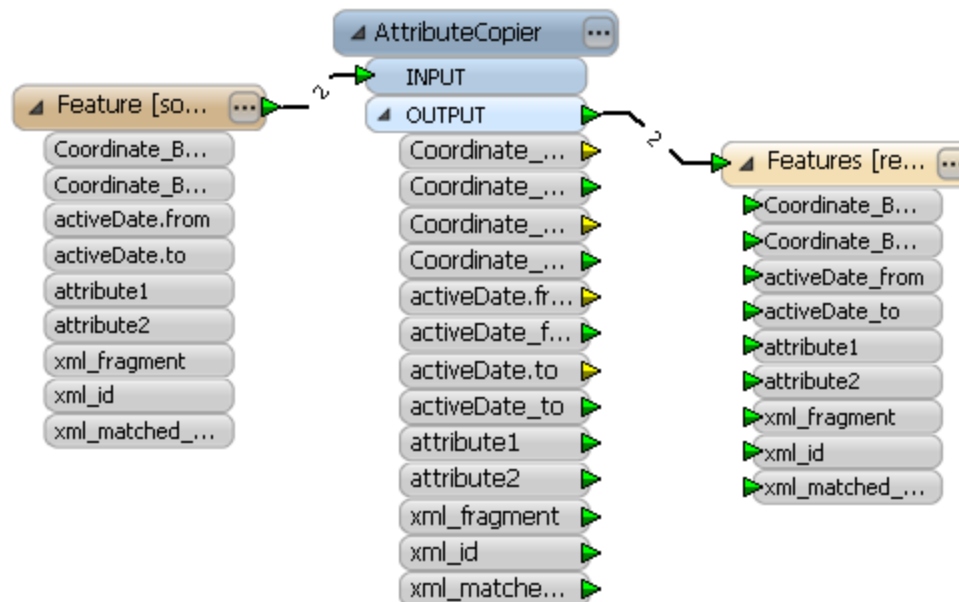 AttributeCopier
INPUT
OUTPUT
Coordinate_...
Coordinate_...
Coordinate_...
Coordinate_...
activeDate.fr...
activeDate_f...
activeDate.to
activeDate_to
attribute1
attribute2
xml_fragment
xml_id
xml_matche...
Feature [so...
Coordinate_B...
Coordinate_B...
activeDate.from
activeDate.to
attribute1
attribute2
xml_fragment
xml_id
xml_matched_...
2
2
Features [re...
Coordinate_B...
Coordinate_B...
activeDate_from
activeDate_to
attribute1
attribute2
xml_fragment
xml_id
xml_matched_...